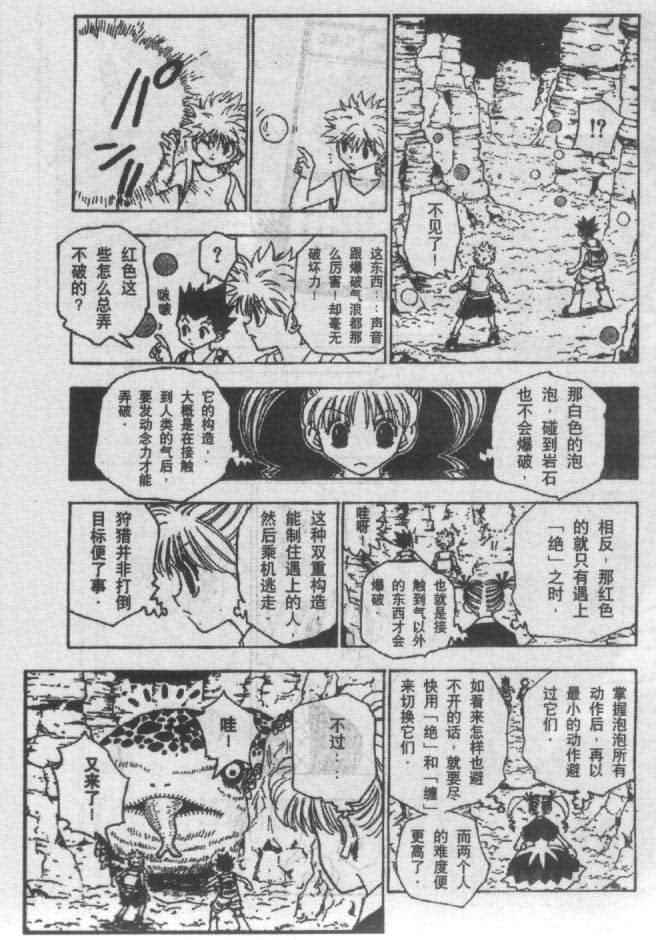 !?
不见了！
这东西：声音
跟爆破气浪都那
么厉害！却毫无
破坏力！
？
啵
啵
红色这
些怎么总弄
不破的？
那白色的泡
泡，碰到岩石
也不会爆破，
它的构造，
大概是在接触
到人类的气后，
要发动念力才能
弄破．
相反，那红色
的就只有遇上
「绝」之时，
哇呀！
也就是接
触到气以外
的东西才会
爆破．
这种双重构造
能制住遇上的人，
然后乘机逃走．
狩猎并非打倒
目标便了事．
掌握泡泡所有
动作后，再以
最小的动作避
过它们．
如看来怎样也避
不开的话，就要尽
快用「绝」和「缠」
来切换它们．
而两个人
的难度便
更高了．
不过：：
哇！
又来了！